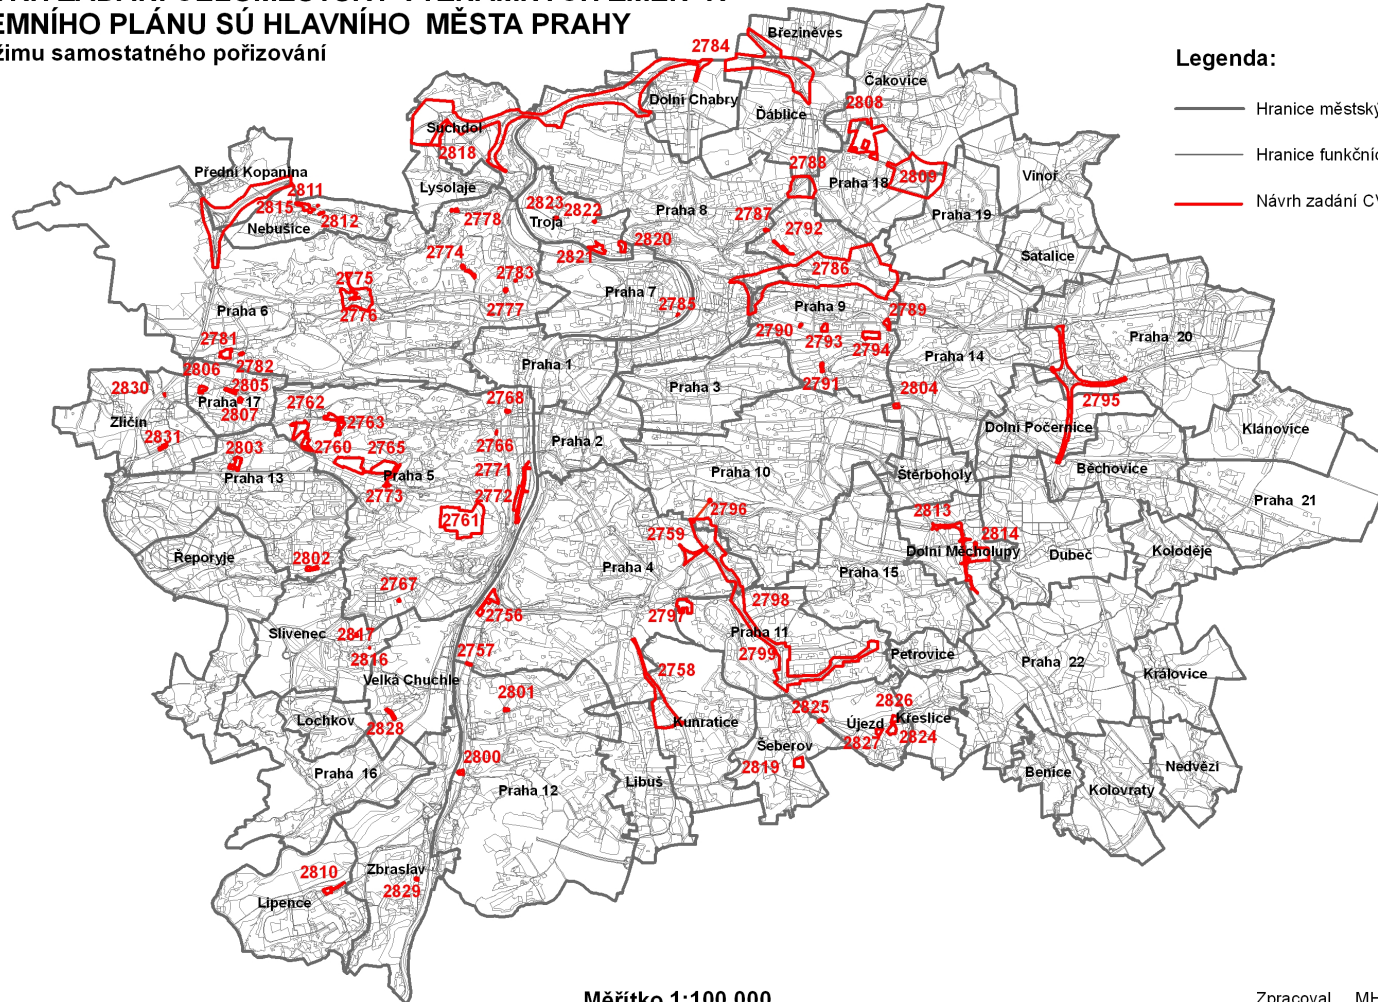 EMNÍHO PLÁNU SÚ HLAVNÍHO MĚSTA PRAHY
samostatného pořizování
Legenda:
Hranice
Hranice
Návrh zadání
Březiněves
2784
Čakovice
Dolní Chabry
2808
Ďáblice
Suchdol
2818
2788
Přední Kopanina
2809
Vinoř
Praha 18
2811
Lysolaje
2815
2823
2822
Praha 8
Praha 19
2812
2778
Troja
2787
Nebušice
2792
2820
2774
2821
Satalice
2775
2783
2786
Praha 7
2785
Praha 6
2776
2777
Praha 9
2789
2790
2781
2793
2794
Praha 20
2782
Praha 14
2806
Praha 1
2830
2805
Praha 3
2791
2804
Praha 17
2762
2768
2795
2807
Zličín
2763
Dolní Počernice
Klánovice
2831
2766
Praha 2
2803
2760
2765
Běchovice
2771
Praha 10
Praha 13
Praha 5
Štěrboholy
2773
2772
Praha 21
2796
2813
2761
2759
2814
Dolní Měcholupy
Dubeč
Koloděje
Řeporyje
2802
Praha 4
Praha 15
2767
2798
2756
2797
Slivenec
2817
Praha 11
2757
2799
Petrovice
2816
Praha 22
2758
Velká Chuchle
Královice
2801
2826
Lochkov
2825
Křeslice
2828
Kunratice
Újezd
2827
2824
Šeberov
2800
2819
Nedvězí
Praha 16
Benice
Libuš
Praha 12
Kolovraty
Zbraslav
2810
2829
Lipence
Měřítko 1:100 000
Zpracoval